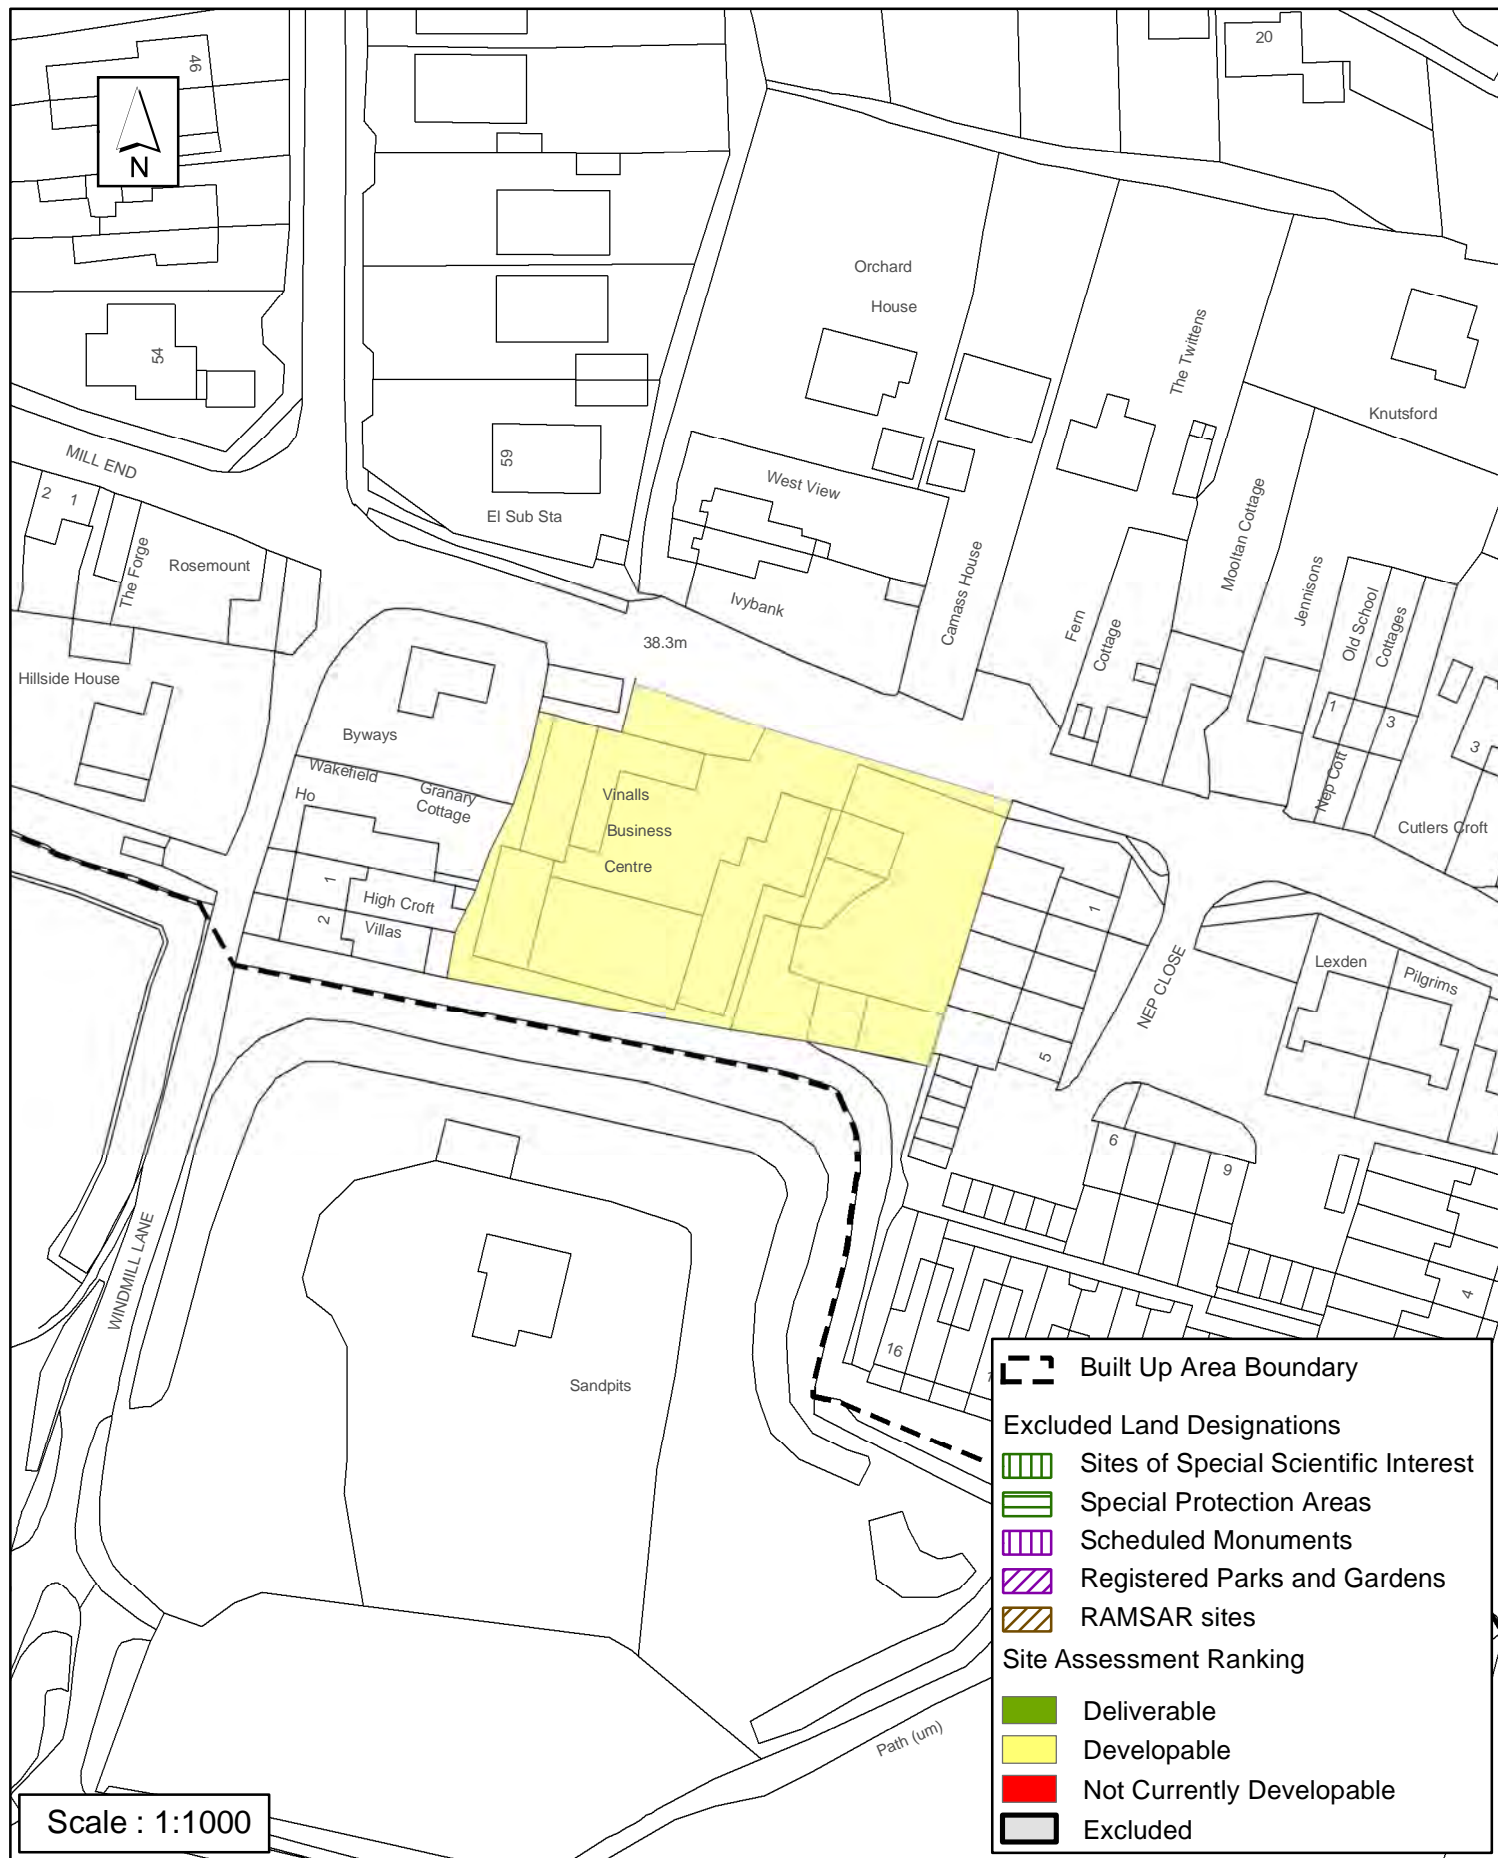 46
20
N
Orchard
House
The Twittens
54
Knutsford
MILL END
59
West View
2 1
El Sub Sta
Mooltan Cottage
The Forge
Rosemount
Ivybank
Camass House
Jennisons
Fern
Cottage
Old School
Cottages
38.3m
Hillside House
1
3
3
Byways
Wakefield
Ho
Granary
Cottage
Vinalls
Business
Centre
Nep Cott
Cutlers Croft
1
High Croft
2
Villas
1
Lexden
Pilgrims
NEP CLOSE
5
6
9
WINDMILL LANE
4
16
1
Sandpits
Path (um)
Built Up Area Boundary
Excluded Land Designations
Sites of Special Scientific Interest
Special Protection Areas
Scheduled Monuments
Registered Parks and Gardens
RAMSAR sites
Site Assessment Ranking
Deliverable
Developable
Not Currently Developable
Excluded
Scale : 1:1000